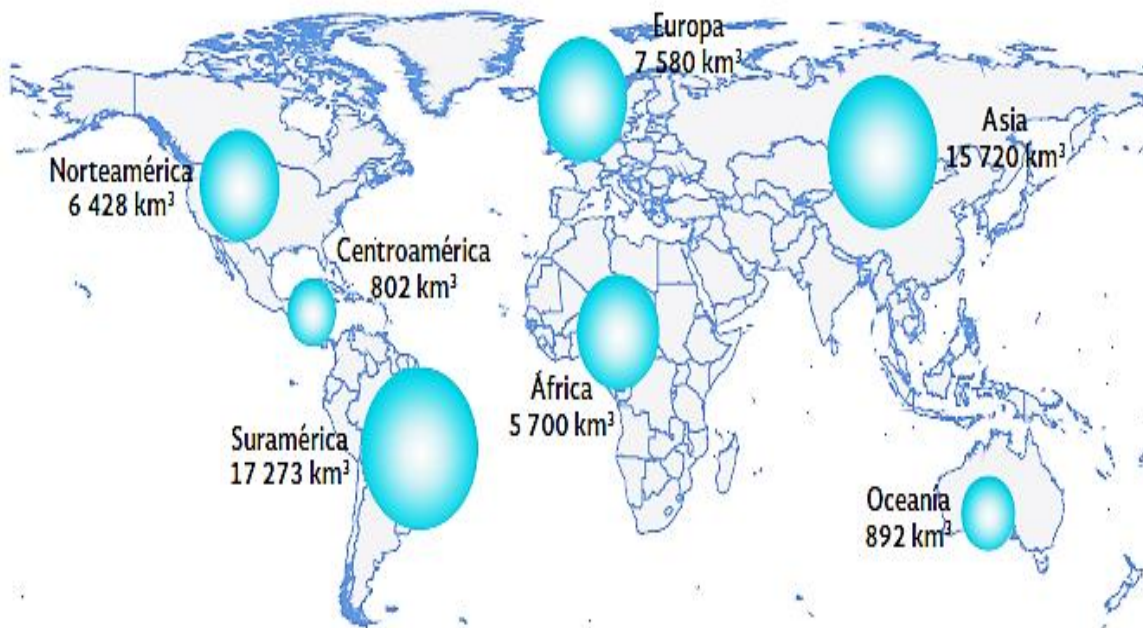 Europa
7 580 km³
Asia
15 720 km³
Norteamérica
6 428 km³
Centroamérica
802 km³
África
5 700 km³
Suramérica
17 273 km³
Oceanía
892 km³